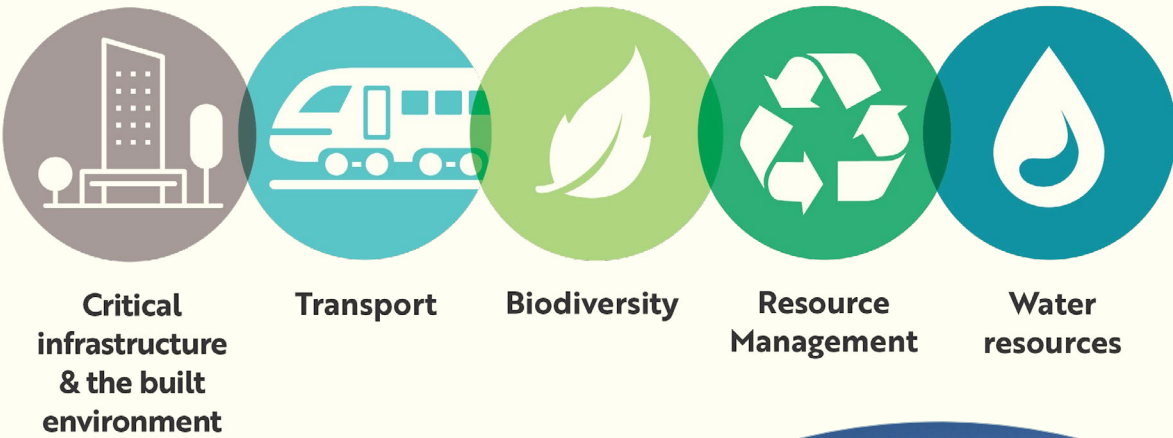 Critical
infrastructure
& the built
environment
Transport
Biodiversity
Resource
Management
Water
resources